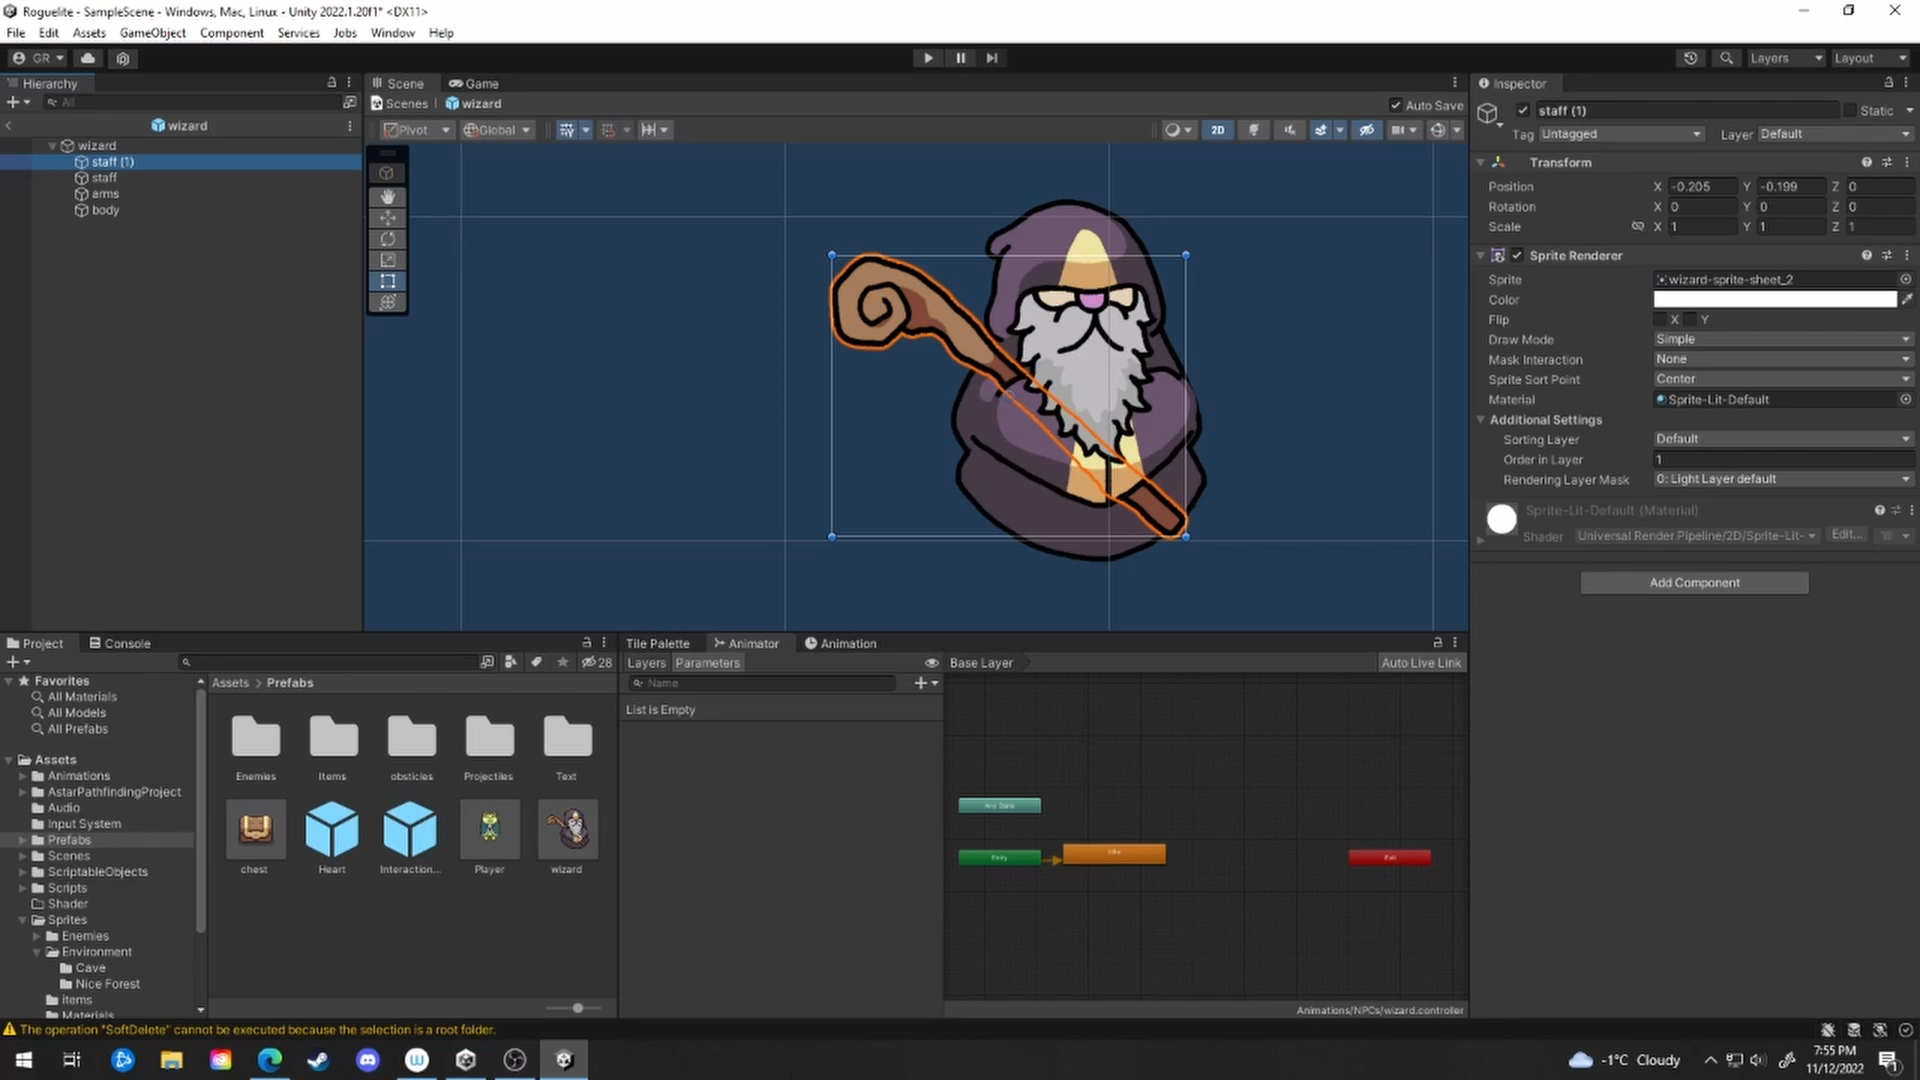 Roguelite - SampleScene - Windows, Mac, Linux - Unity 2022.1.20f1* <DX11>
File Edit Assets GameObject Component Services Jobs Window Help
GR
Layers Layout
Hierarchy
All
wizard
wizard
staff (1)
staff
arms
body
Scene Game
Scenes wizard
Auto Save
Pivot Global
2D
Inspector
staff (1) Static
Tag Untagged Layer Default
Transform
Position X -0.205 Y -0.199 Z 0
Rotation X 0 Y 0 Z 0
Scale X 1 Y 1 Z 1
Sprite Renderer
Sprite wizard-sprite-sheet_2
Color
Flip X Y
Draw Mode Simple
Mask Interaction None
Sprite Sort Point Center
Material Sprite-Lit-Default
Additional Settings
Sorting Layer Default
Order in Layer 1
Rendering Layer Mask 0: Light Layer default
Sprite-Lit-Default (Material)
Shader Universal Render Pipeline/2D/Sprite-Lit- Edit...
Add Component
Project Console
28
Favorites
All Materials
All Models
All Prefabs
Assets
Animations
AstarPathfindingProject
Audio
Input System
Prefabs
Scenes
ScriptableObjects
Scripts
Shader
Sprites
Enemies
Environment
Cave
Nice Forest
items
Materials
Assets > Prefabs
Enemies Items obsticles Projectiles Text
chest Heart Interaction... Player wizard
Tile Palette Animator Animation
Layers Parameters
Base Layer
Auto Live Link
Name
List is Empty
Any State
Entry
Exit
Animations/NPCs/wizard.controller
The operation "SoftDelete" cannot be executed because the selection is a root folder.
-1°C Cloudy
7:55 PM
11/12/2022
1